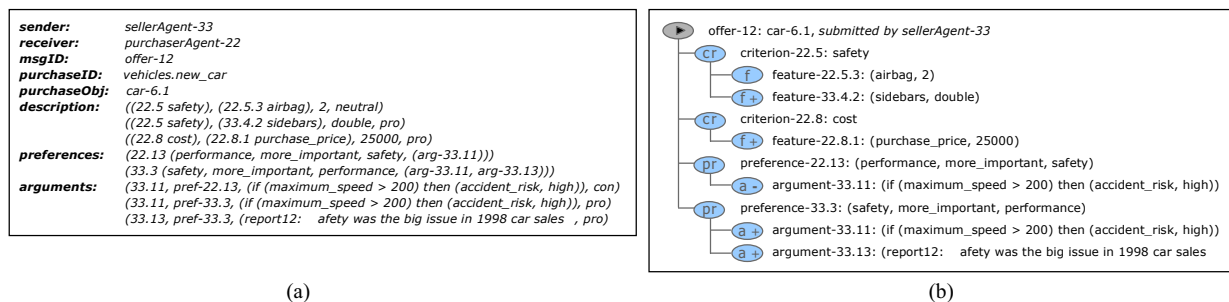 sender: sellerAgent-33
receiver: purchaserAgent-22
msgID: offer-12
purchaseID: vehicles.new_car
purchaseObj: car-6.1
description: ((22.5 safety), (22.5.3 airbag), 2, neutral)
((22.5 safety), (33.4.2 sidebars), double, pro)
((22.8 cost), (22.8.1 purchase_price), 25000, pro)
preferences: (22.13 (performance, more_important, safety, (arg-33.11)))
(33.3 (safety, more_important, performance, (arg-33.11, arg-33.13)))
arguments: (33.11, pref-22.13, (if (maximum_speed > 200) then (accident_risk, high)), con)
(33.11, pref-33.3, (if (maximum_speed > 200) then (accident_risk, high)), pro)
(33.13, pref-33.3, (report12: afety was the big issue in 1998 car sales , pro)
(a)
offer-12: car-6.1, submitted by sellerAgent-33
cr criterion-22.5: safety
f feature-22.5.3: (airbag, 2)
f + feature-33.4.2: (sidebars, double)
cr criterion-22.8: cost
f + feature-22.8.1: (purchase_price, 25000)
pr preference-22.13: (performance, more_important, safety)
a - argument-33.11: (if (maximum_speed > 200) then (accident_risk, high))
pr preference-33.3: (safety, more_important, performance)
a + argument-33.11: (if (maximum_speed > 200) then (accident_risk, high))
a + argument-33.13: (report12: afety was the big issue in 1998 car sales
(b)